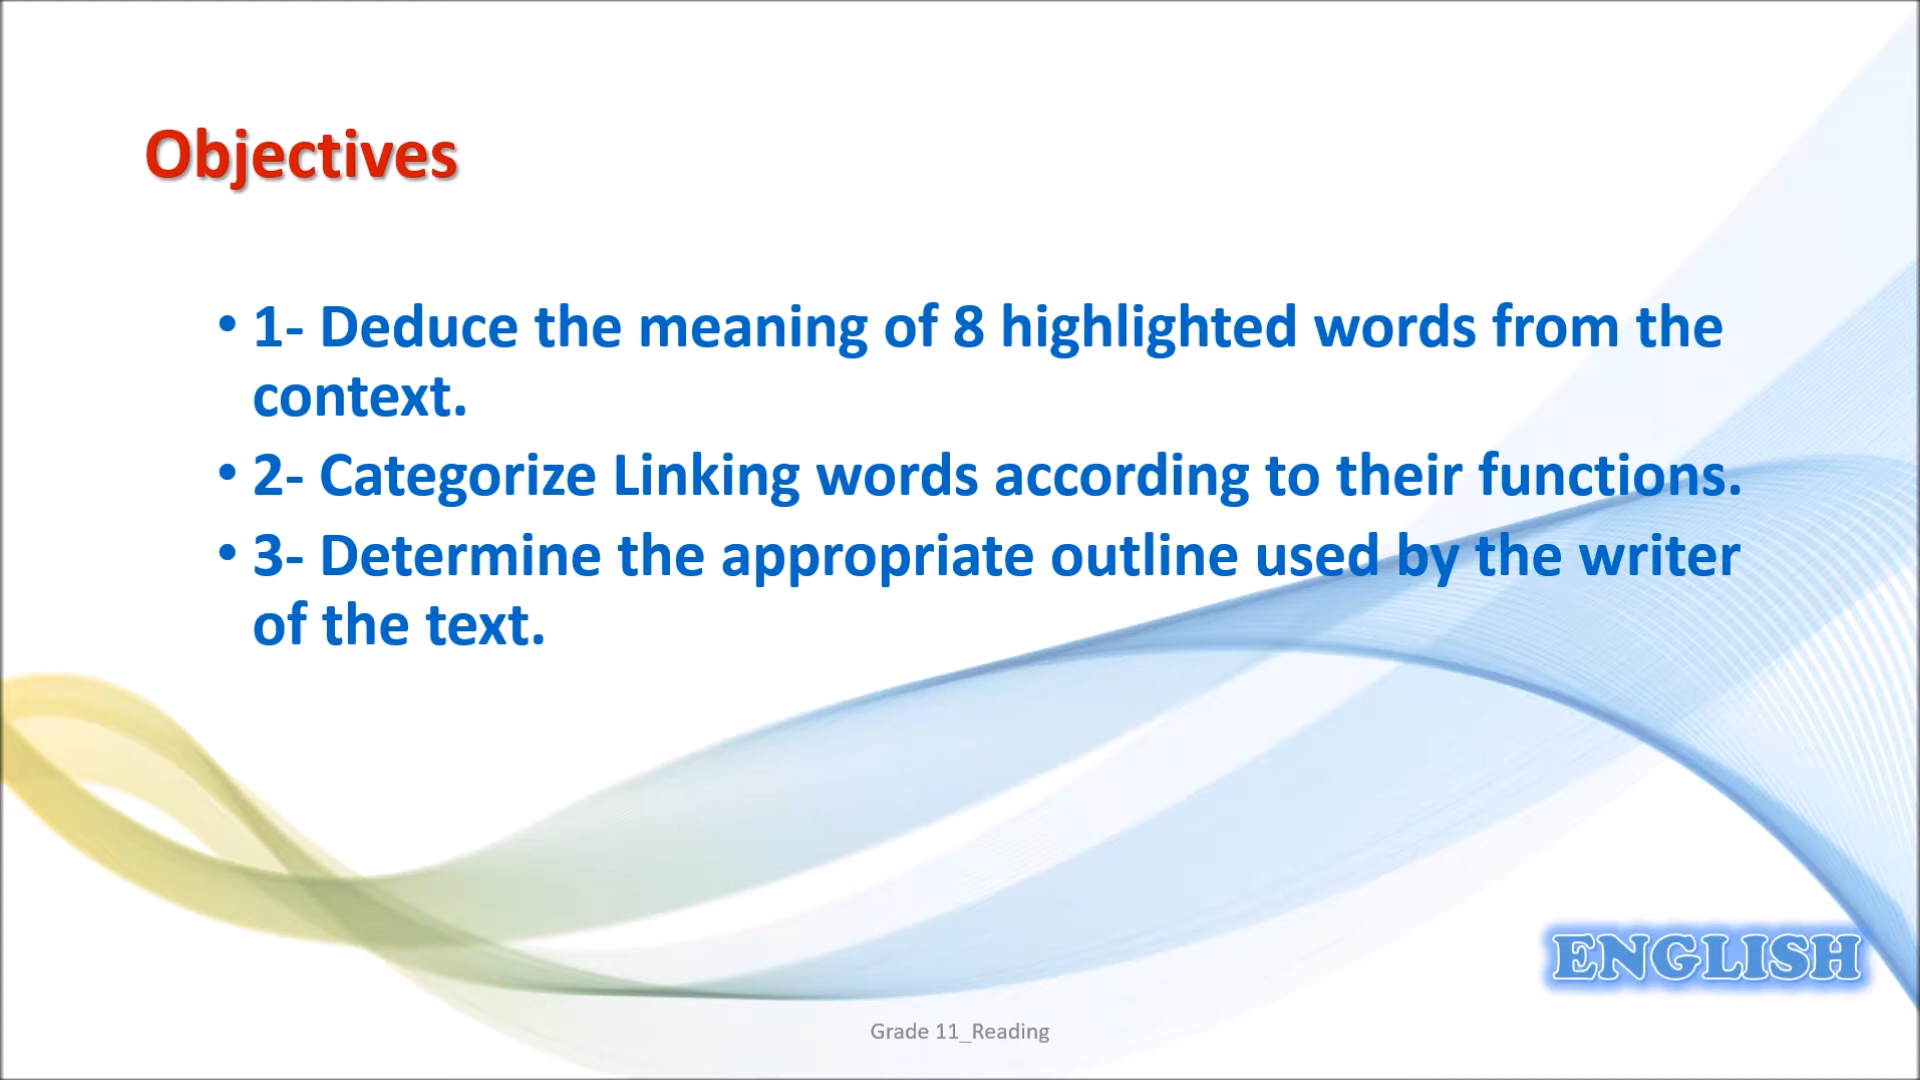 Objectives
• 1- Deduce the meaning of 8 highlighted words from the
context.
• 2- Categorize Linking words according to their functions.
• 3- Determine the appropriate outline used by the writer
of the text.
ENGLISH
Grade 11_Reading